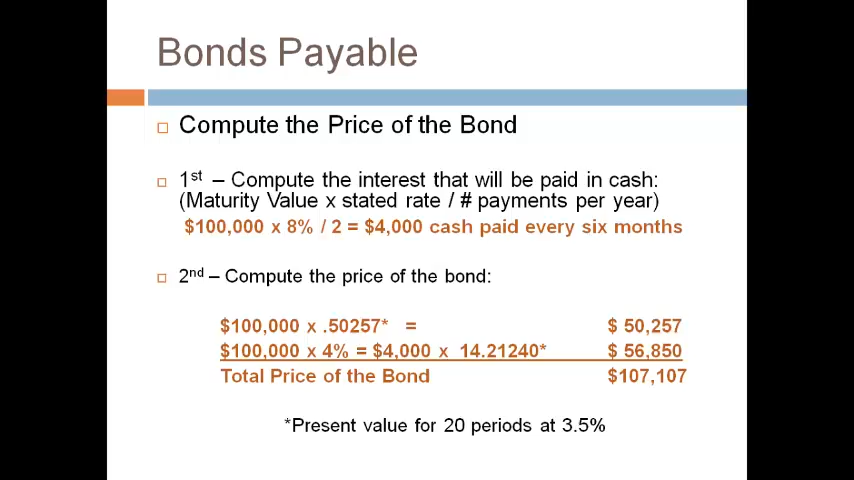 Bonds Payable
Compute the Price of the Bond
1st – Compute the interest that will be paid in cash:
(Maturity Value x stated rate / # payments per year)
$100,000 x 8% / 2 = $4,000 cash paid every six months
2nd – Compute the price of the bond:
$100,000 x .50257* = $ 50,257
$100,000 x 4% = $4,000 x 14.21240* $ 56,850
Total Price of the Bond $107,107
*Present value for 20 periods at 3.5%